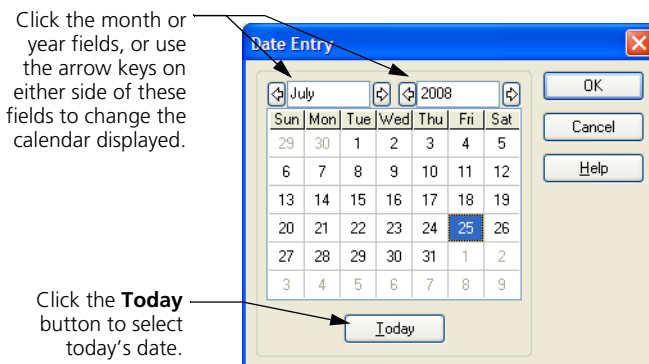 Click the month or
year fields, or use
the arrow keys on
either side of these
fields to change the
calendar displayed.
Date Entry
July 2008
Sun Mon Tue Wed Thu Fri Sat
29 30 1 2 3 4 5
6 7 8 9 10 11 12
13 14 15 16 17 18 19
20 21 22 23 24 25 26
27 28 29 30 31 1 2
3 4 5 6 7 8 9
Today
OK
Cancel
Help
Click the Today
button to select
today's date.